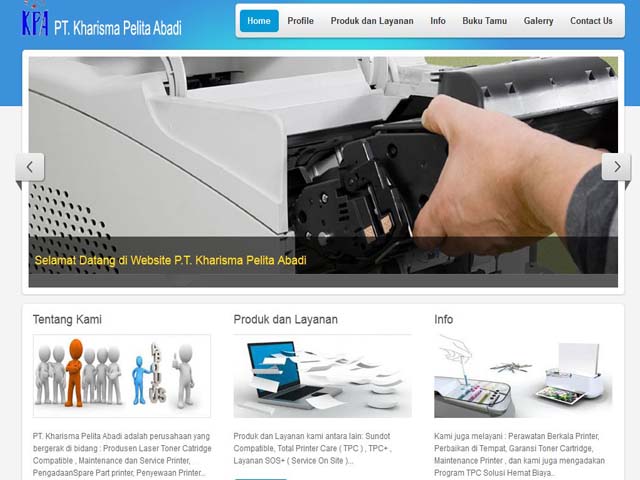 KPA PT. Kharisma Pelita Abadi
Home Profile Produk dan Layanan Info Buku Tamu Galerry Contact Us
Selamat Datang di Website P.T. Kharisma Pelita Abadi
Tentang Kami
ABOUT US
PT. Kharisma Pelita Abadi adalah perusahaan yang
bergerak di bidang : Produsen Laser Toner Catridge
Compatible , Maintenance dan Service Printer,
PengadaanSpare Part printer, Penyewaan Printer...
Produk dan Layanan
Produk dan Layanan kami antara lain: Sundot
Compatible, Total Printer Care ( TPC ) , TPC+ ,
Layanan SOS+ ( Service On Site )...
Info
Kami juga melayani : Perawatan Berkala Printer,
Perbaikan di Tempat, Garansi Toner Cartridge,
Maintenance Printer , dan kami juga mengadakan
Program TPC Solusi Hemat Biaya..